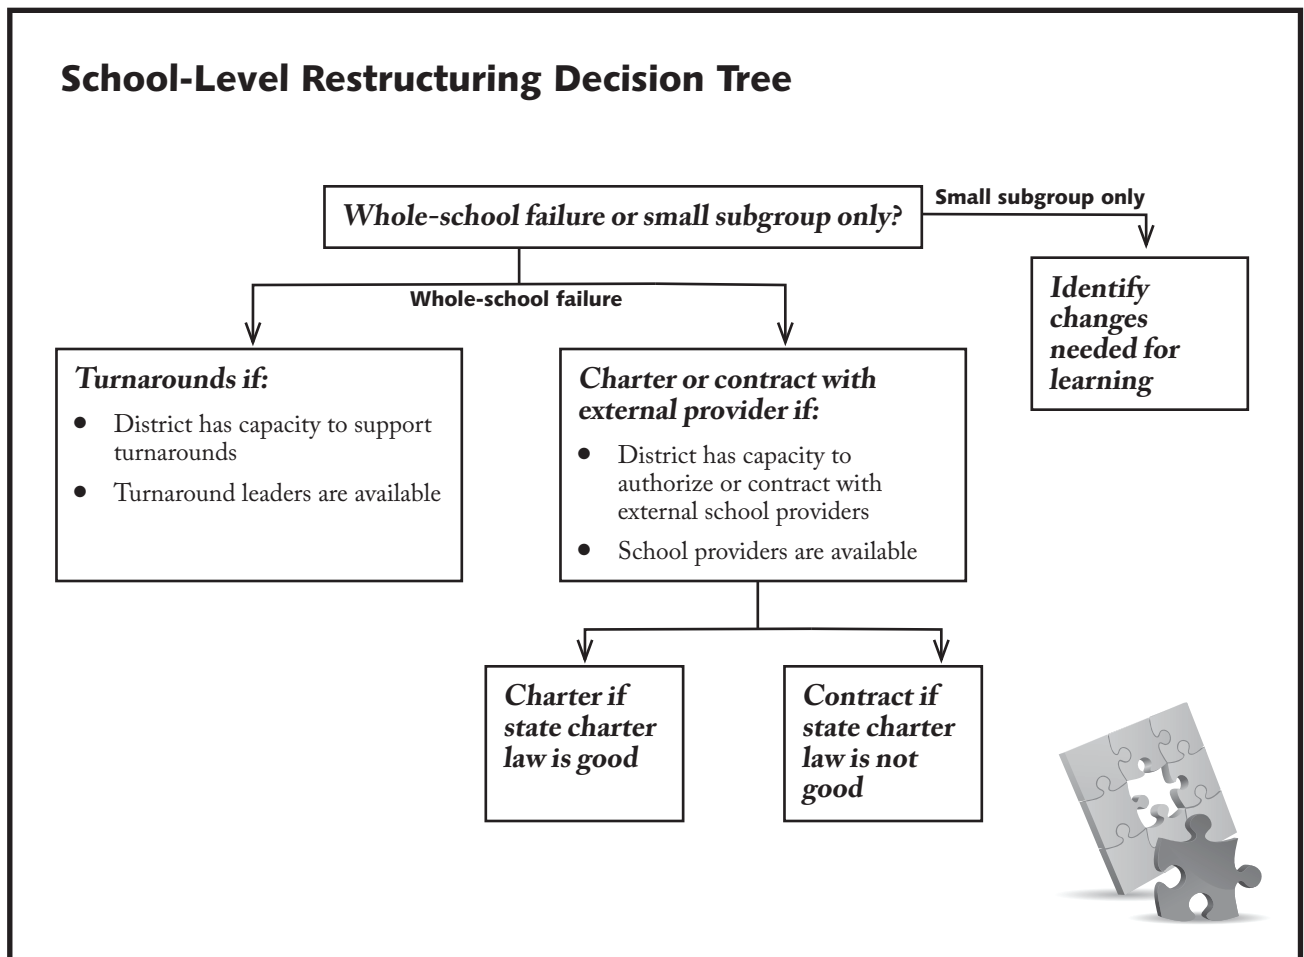 School-Level Restructuring Decision Tree
Whole-school failure or small subgroup only?
Small subgroup only
Identify
changes
needed for
learning
Whole-school failure
Turnarounds if:
● District has capacity to support
turnarounds
● Turnaround leaders are available
Charter or contract with
external provider if:
● District has capacity to
authorize or contract with
external school providers
● School providers are available
Charter if
state charter
law is good
Contract if
state charter
law is not
good